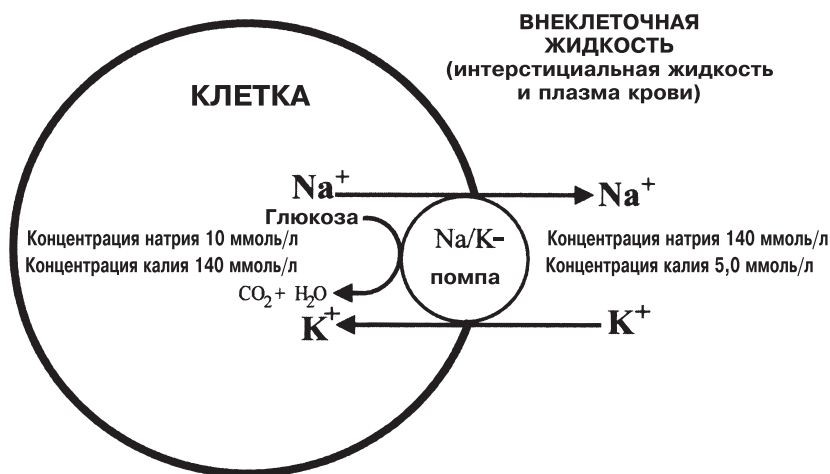 ВНЕКЛЕТОЧНАЯ
ЖИДКОСТЬ
(интерстициальная жидкость
и плазма крови)
КЛЕТКА
Na⁺
Na⁺
Глюкоза
Na/K–
помпа
Концентрация натрия 10 ммоль/л
Концентрация калия 140 ммоль/л
Концентрация натрия 140 ммоль/л
Концентрация калия 5,0 ммоль/л
CO₂ + H₂O
K⁺
K⁺